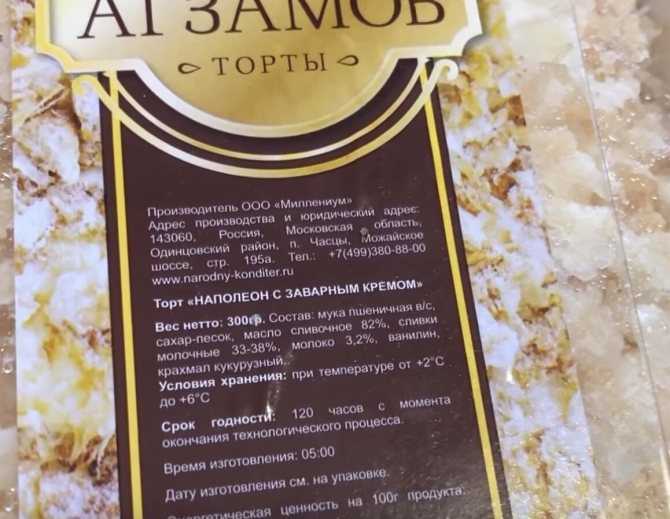 АГЗАМОВ
ТОРТЫ
Производитель ООО «Миллениум»
Адрес производства и юридический адрес:
143060, Россия, Московская область,
Одинцовский район, п. Часцы, Можайское
шоссе, стр. 195а. Тел.: +7(499)380-88-00
www.narodny-konditer.ru
Торт «НАПОЛЕОН С ЗАВАРНЫМ КРЕМОМ»
Вес нетто: 300гр. Состав: мука пшеничная в/с,
сахар-песок, масло сливочное 82%, сливки
молочные 33-38%, молоко 3,2%, ванилин,
крахмал кукурузный.
Условия хранения: при температуре от +2°С
до +6°С
Срок годности: 120 часов с момента
окончания технологического процесса.
Время изготовления: 05:00
Дату изготовления см. на упаковке.
Энергетическая ценность на 100г продукта: